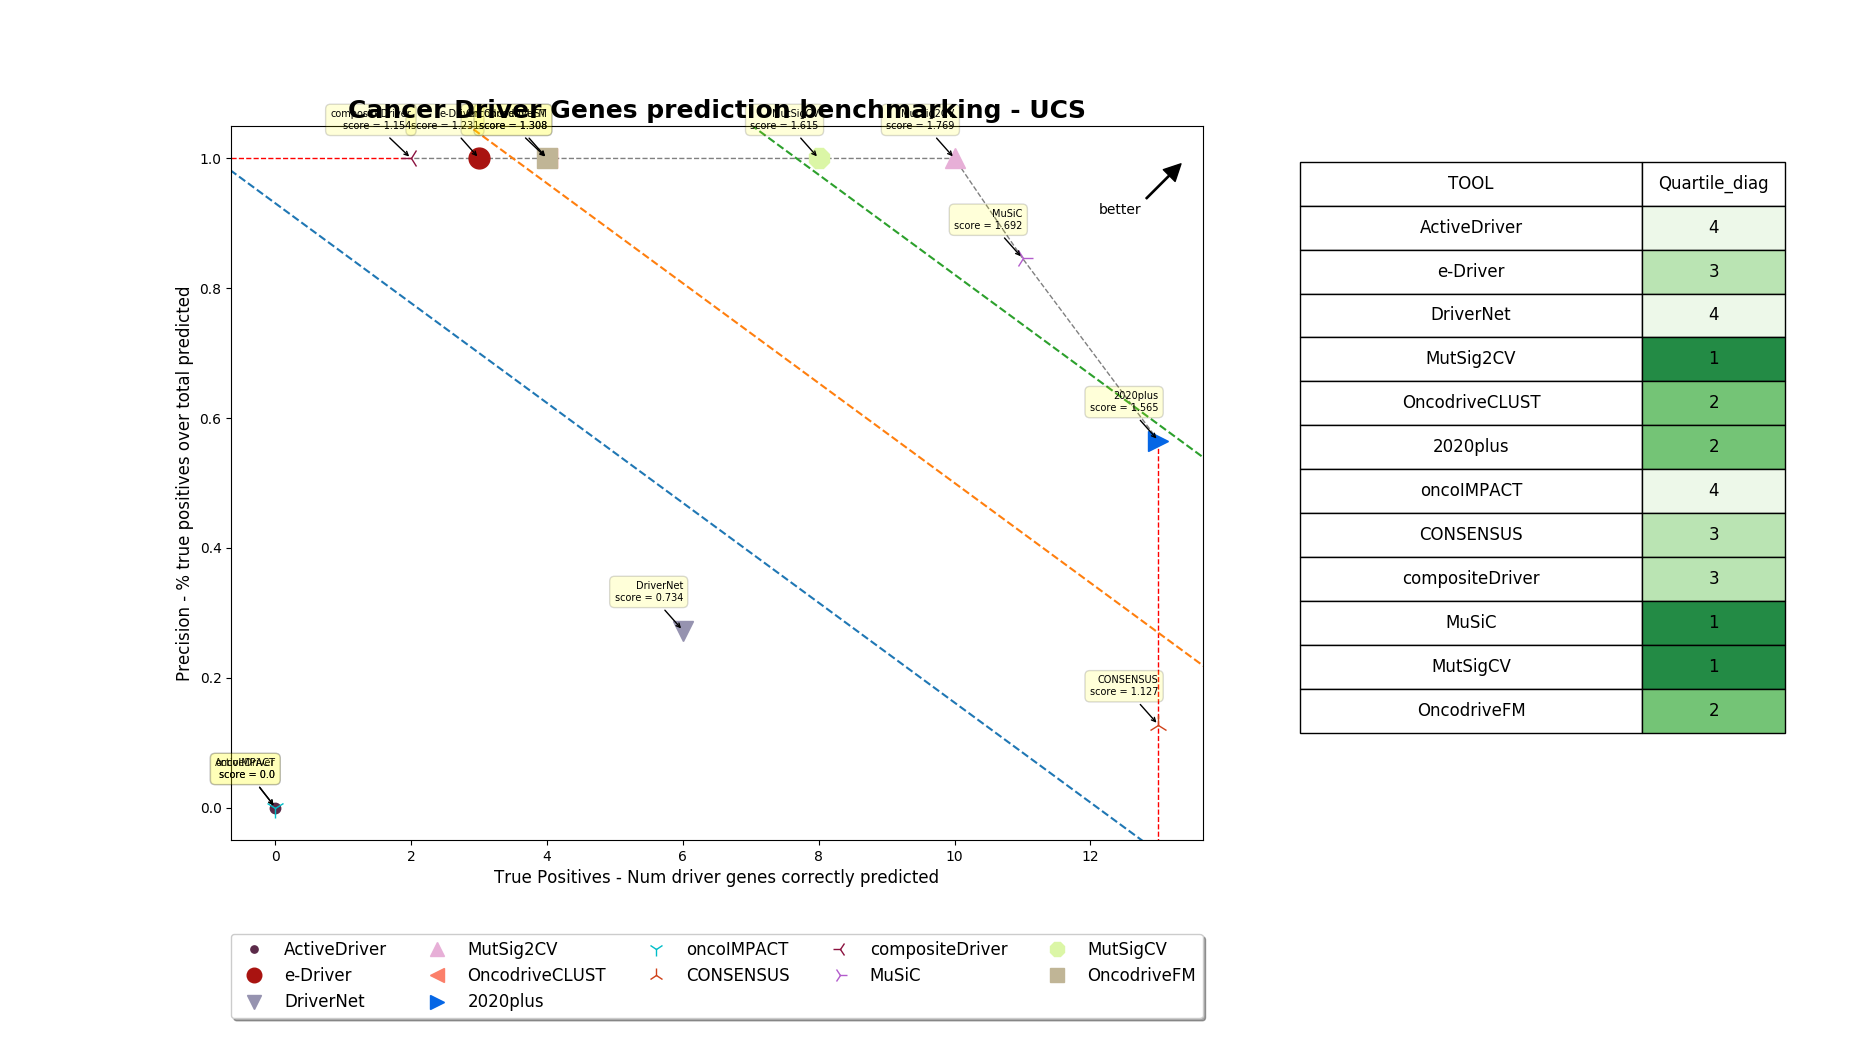 Cancer Driver Genes prediction benchmarking - UCS
compositeDriver
score = 1.154
e-Driver
score = 1.231
score = 1.308
MutSigCV
score = 1.615
MutSig2CV
score = 1.769
better
MuSiC
score = 1.692
2020plus
score = 1.565
DriverNet
score = 0.734
CONSENSUS
score = 1.127
oncoIMPACT
score = 0.0
Precision - % true positives over total predicted
1.0
0.8
0.6
0.4
0.2
0.0
0 2 4 6 8 10 12
True Positives - Num driver genes correctly predicted
TOOL Quartile_diag
ActiveDriver 4
e-Driver 3
DriverNet 4
MutSig2CV 1
OncodriveCLUST 2
2020plus 2
oncoIMPACT 4
CONSENSUS 3
compositeDriver 3
MuSiC 1
MutSigCV 1
OncodriveFM 2
ActiveDriver MutSig2CV oncoIMPACT compositeDriver MutSigCV
e-Driver OncodriveCLUST CONSENSUS MuSiC OncodriveFM
DriverNet 2020plus